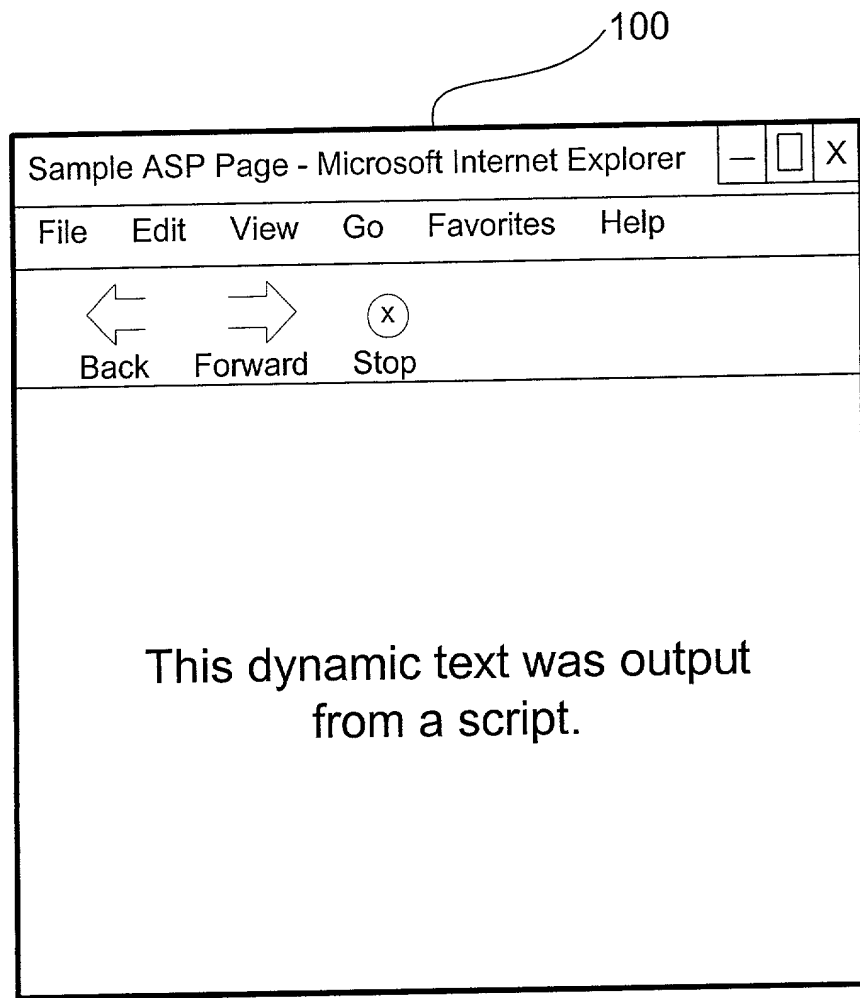 100
Sample ASP Page - Microsoft Internet Explorer — X
File Edit View Go Favorites Help
x
Back Forward Stop
This dynamic text was output
from a script.